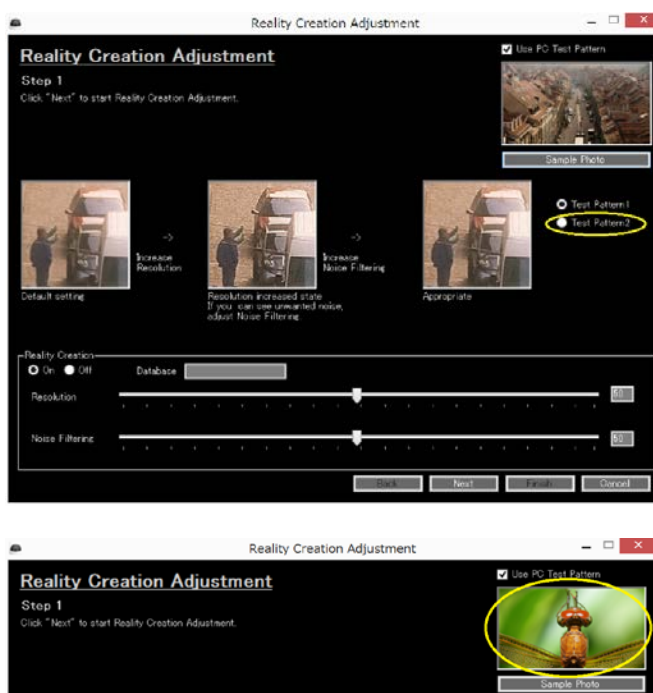 Reality Creation Adjustment
Reality Creation Adjustment
Use PC Test Pattern
Step 1
Click "Next" to start Reality Creation Adjustment.
Sample Photo
Test Pattern1
Test Pattern2
->
Increase
Resolution
->
Increase
Noise Filtering
Default setting
Resolution increased state
If you can see unwanted noise,
adjust Noise Filtering.
Appropriate
Reality Creation
On Off Database
Resolution 50
Noise Filtering 50
Back Next Finish Cancel
Reality Creation Adjustment
Reality Creation Adjustment
Use PC Test Pattern
Step 1
Click "Next" to start Reality Creation Adjustment.
Sample Photo